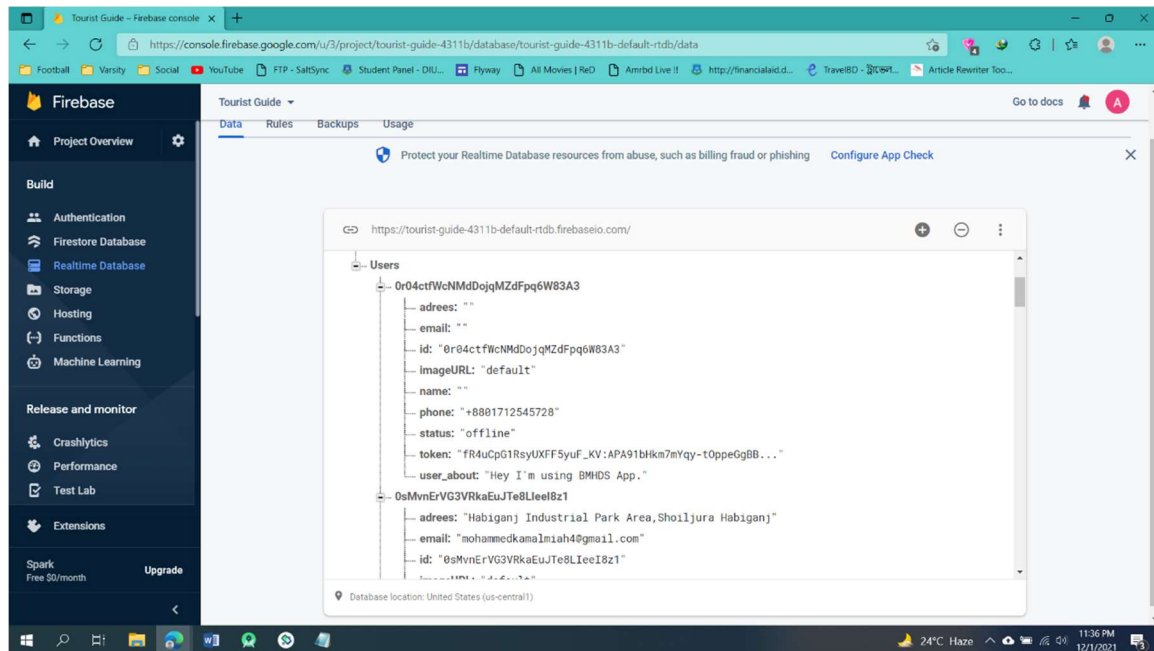 Tourist Guide – Firebase console
https://console.firebase.google.com/u/3/project/tourist-guide-4311b/database/tourist-guide-4311b-default-rtdb/data
Football Varsity Social YouTube FTP - SaltSync Student Panel - DIU... Flyway All Movies | ReD Amrbd Live !! http://financialaid.d... Article Rewriter Too...
Firebase
Tourist Guide
Go to docs
A
Data Rules Backups Usage
Project Overview
Protect your Realtime Database resources from abuse, such as billing fraud or phishing Configure App Check
Build
Authentication
Firestore Database
Realtime Database
Storage
Hosting
Functions
Machine Learning
Release and monitor
Crashlytics
Performance
Test Lab
Extensions
Spark
Free $0/month
Upgrade
https://tourist-guide-4311b-default-rtdb.firebaseio.com/
Users
0r04ctfWcNMdDojqMZdFpq6W83A3
adrees: ""
email: ""
id: "0r04ctfWcNMdDojqMZdFpq6W83A3"
imageURL: "default"
name: ""
phone: "+8801712545728"
status: "offline"
token: "fR4uCpG1RsyUXFF5yuF_KV:APA91bHkm7mYqy-tOppeGgBB..."
user_about: "Hey I'm using BMHDS App."
0sMvnErVG3VRkaEuJTe8LIeeI8z1
adrees: "Habiganj Industrial Park Area,Shoiljura Habiganj"
email: "mohammedkamalmiah4@gmail.com"
id: "0sMvnErVG3VRkaEuJTe8LIeeI8z1"
imageURL: "default"
Database location: United States (us-central1)
24°C Haze
11:36 PM
12/1/2021